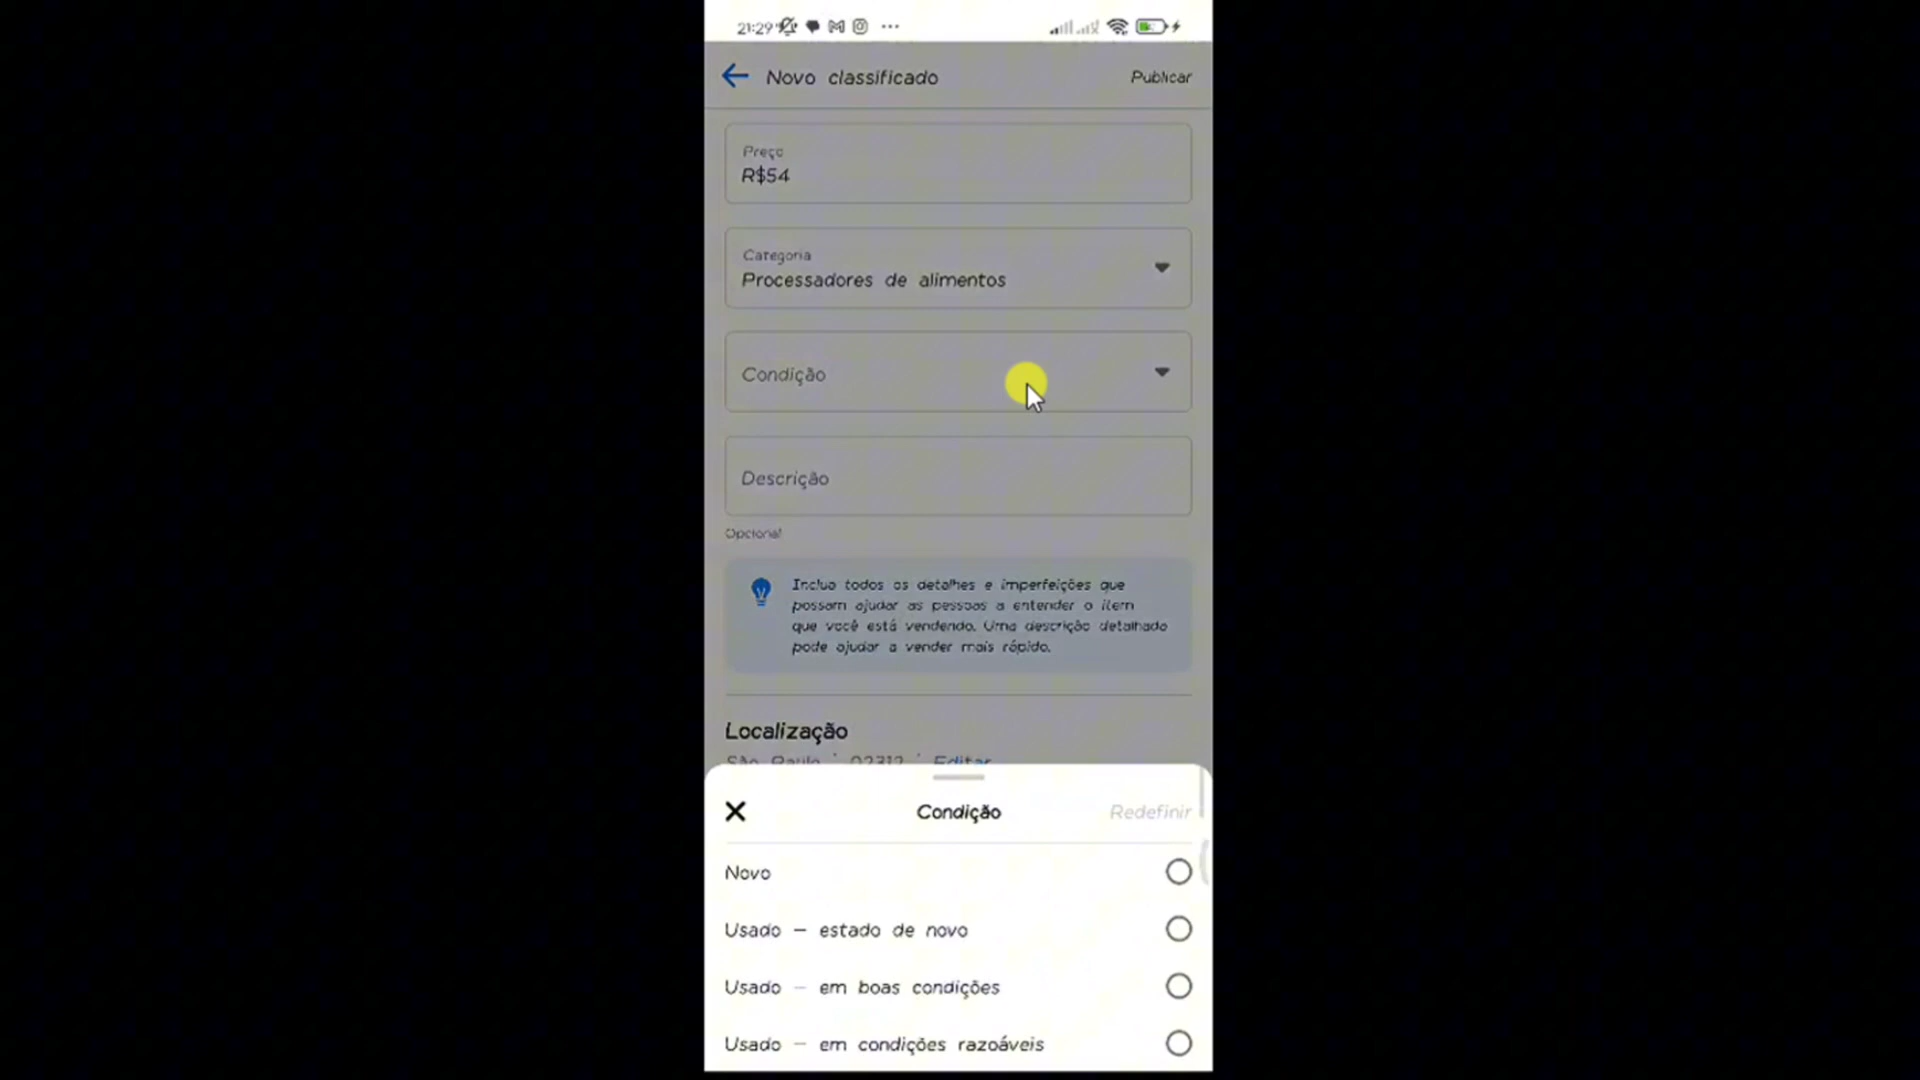 21:29
Novo classificado
Publicar
Preço
R$54
Categoria
Processadores de alimentos
Condição
Descrição
Opcional
Inclua todos os detalhes e imperfeições que
possam ajudar as pessoas a entender o item
que você está vendendo. Uma descrição detalhada
pode ajudar a vender mais rápido.
Localização
São Paulo · 02312 · Editar
Condição
Redefinir
Novo
Usado – estado de novo
Usado – em boas condições
Usado – em condições razoáveis